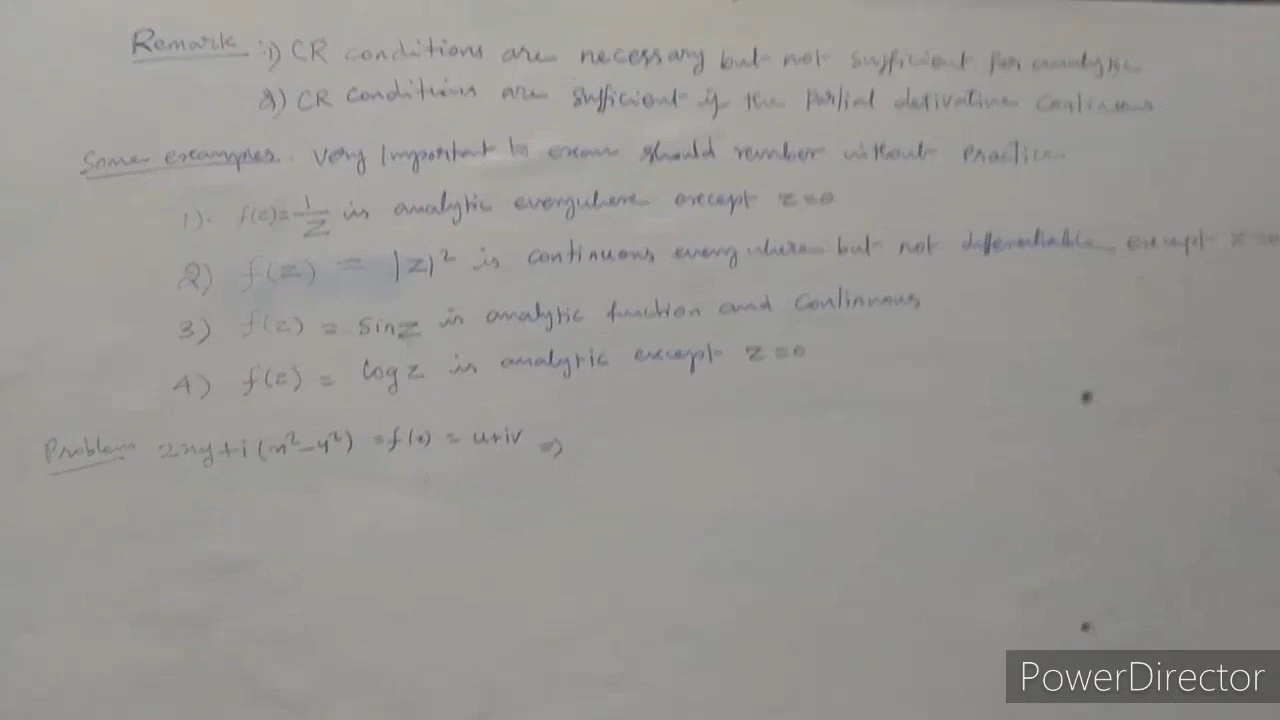 Remark :1) CR conditions are necessary but not sufficient for analytic
2) CR conditions are sufficient if the partial derivative continuous
Some examples. Very Important to exam should rember without practice
1). f(z)=1/z is analytic everywhere except z=0
2) f(z) = |z|² is continuous everywhere but not differentiable except z=0
3) f(z) = sinz is analytic function and continuous
4) f(z) = log z is analytic except z=0
Problem 2xy+i(x²-y²) =f(z) = u+iv ⇒
PowerDirector